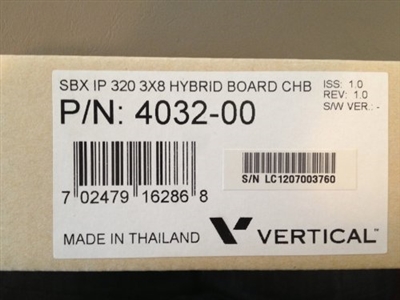 SBX IP 320 3X8 HYBRID BOARD CHB
ISS: 1.0
REV: 1.0
S/W VER.: -
P/N: 4032-00
S/N LC1207003760
7 02479 16286 8
MADE IN THAILAND
VERTICAL™